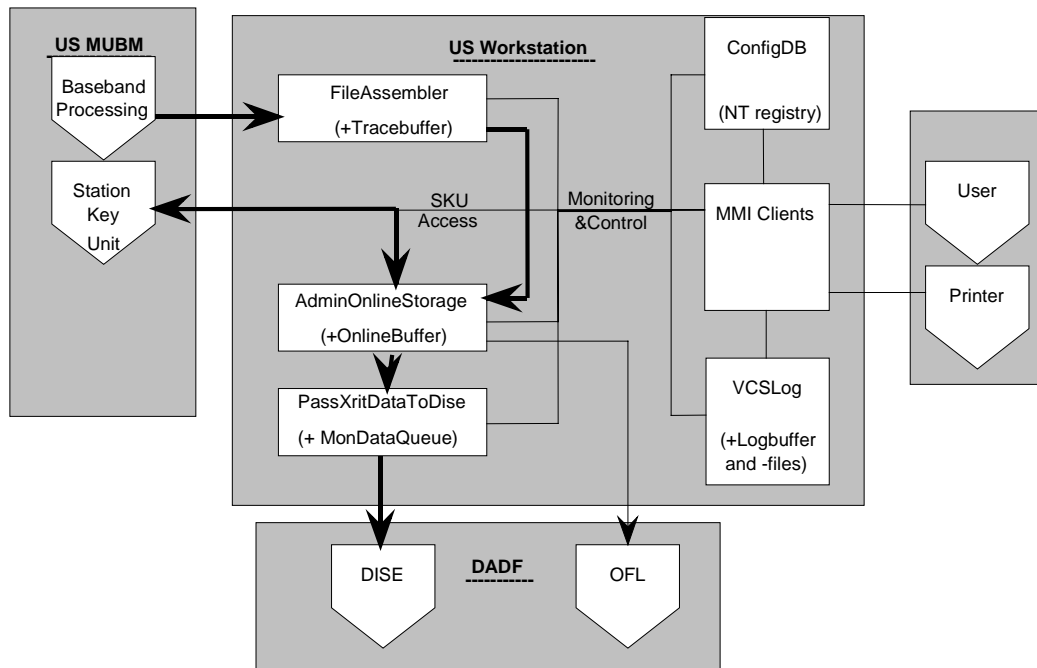 US MUBM
Baseband
Processing
Station
Key
Unit
US Workstation
FileAssembler
(+Tracebuffer)
SKU
Access
Monitoring
&Control
AdminOnlineStorage
(+OnlineBuffer)
PassXritDataToDise
(+ MonDataQueue)
ConfigDB
(NT registry)
MMI Clients
VCSLog
(+Logbuffer
and -files)
User
Printer
DISE
DADF
OFL